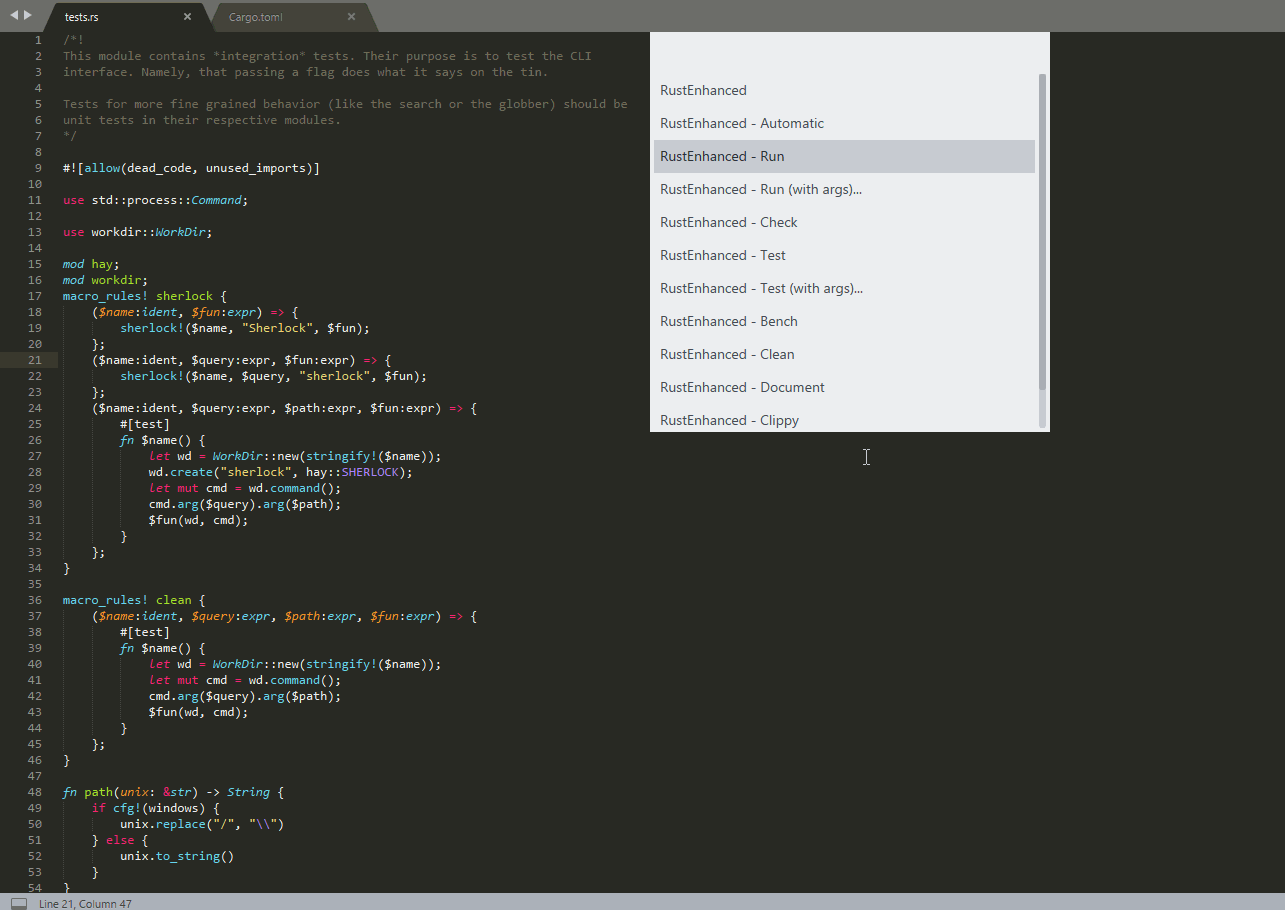 tests.rs × Cargo.toml ×
1 /*!
2 This module contains *integration* tests. Their purpose is to test the CLI
3 interface. Namely, that passing a flag does what it says on the tin.
4
5 Tests for more fine grained behavior (like the search or the globber) should be
6 unit tests in their respective modules.
7 */
8
9 #![allow(dead_code, unused_imports)]
10
11 use std::process::Command;
12
13 use workdir::WorkDir;
14
15 mod hay;
16 mod workdir;
17 macro_rules! sherlock {
18     ($name:ident, $fun:expr) => {
19         sherlock!($name, "Sherlock", $fun);
20     };
21     ($name:ident, $query:expr, $fun:expr) => {
22         sherlock!($name, $query, "sherlock", $fun);
23     };
24     ($name:ident, $query:expr, $path:expr, $fun:expr) => {
25         #[test]
26         fn $name() {
27             let wd = WorkDir::new(stringify!($name));
28             wd.create("sherlock", hay::SHERLOCK);
29             let mut cmd = wd.command();
30             cmd.arg($query).arg($path);
31             $fun(wd, cmd);
32         }
33     };
34 }
35
36 macro_rules! clean {
37     ($name:ident, $query:expr, $path:expr, $fun:expr) => {
38         #[test]
39         fn $name() {
40             let wd = WorkDir::new(stringify!($name));
41             let mut cmd = wd.command();
42             cmd.arg($query).arg($path);
43             $fun(wd, cmd);
44         }
45     };
46 }
47
48 fn path(unix: &str) -> String {
49     if cfg!(windows) {
50         unix.replace("/", "\\")
51     } else {
52         unix.to_string()
53     }
54 }
RustEnhanced
RustEnhanced - Automatic
RustEnhanced - Run
RustEnhanced - Run (with args)...
RustEnhanced - Check
RustEnhanced - Test
RustEnhanced - Test (with args)...
RustEnhanced - Bench
RustEnhanced - Clean
RustEnhanced - Document
RustEnhanced - Clippy
Line 21, Column 47